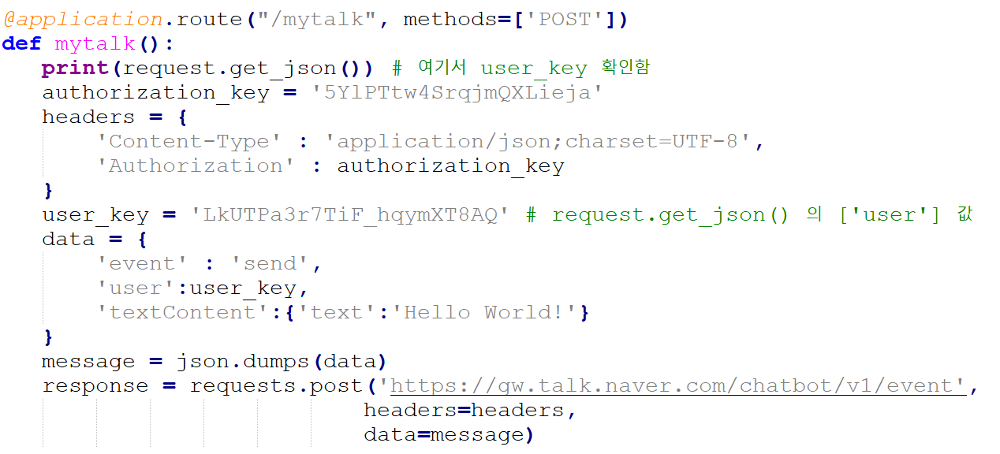 @application.route("/mytalk", methods=['POST'])
def mytalk():
print(request.get_json()) # 여기서 user_key 확인함
authorization_key = '5YlPTtw4SrqjmQXLieja'
headers = {
'Content-Type' : 'application/json;charset=UTF-8',
'Authorization' : authorization_key
}
user_key = 'LkUTPa3r7TiF_hqymXT8AQ' # request.get_json() 의 ['user'] 값
data = {
'event' : 'send',
'user':user_key,
'textContent':{'text':'Hello World!'}
}
message = json.dumps(data)
response = requests.post('https://gw.talk.naver.com/chatbot/v1/event',
headers=headers,
data=message)